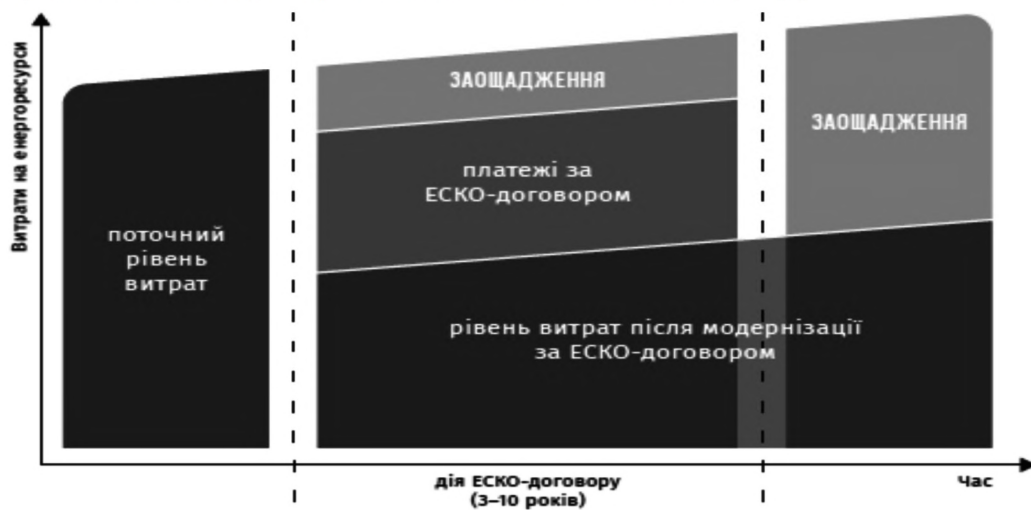 Витрати на енергоресурси
поточний
рівень
витрат
ЗАОЩАДЖЕННЯ
платежі за
ЕСКО-договором
рівень витрат після модернізації
за ЕСКО-договором
ЗАОЩАДЖЕННЯ
дія ЕСКО-договору
(3–10 років)
Час